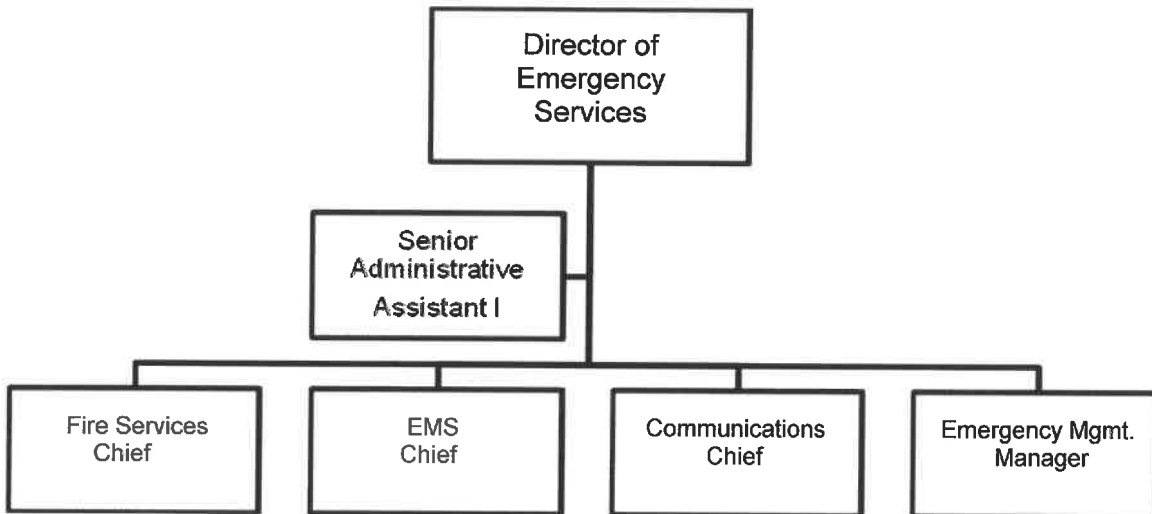 Director of
Emergency
Services
Senior
Administrative
Assistant I
Fire Services
Chief
EMS
Chief
Communications
Chief
Emergency Mgmt.
Manager